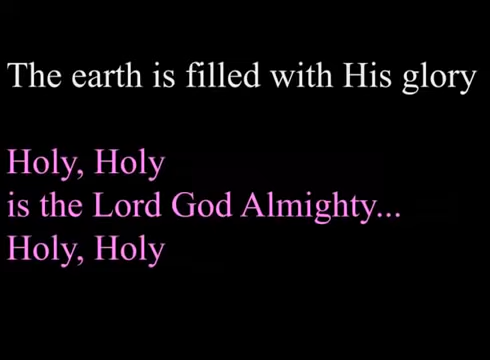 The earth is filled with His glory
Holy, Holy
is the Lord God Almighty...
Holy, Holy